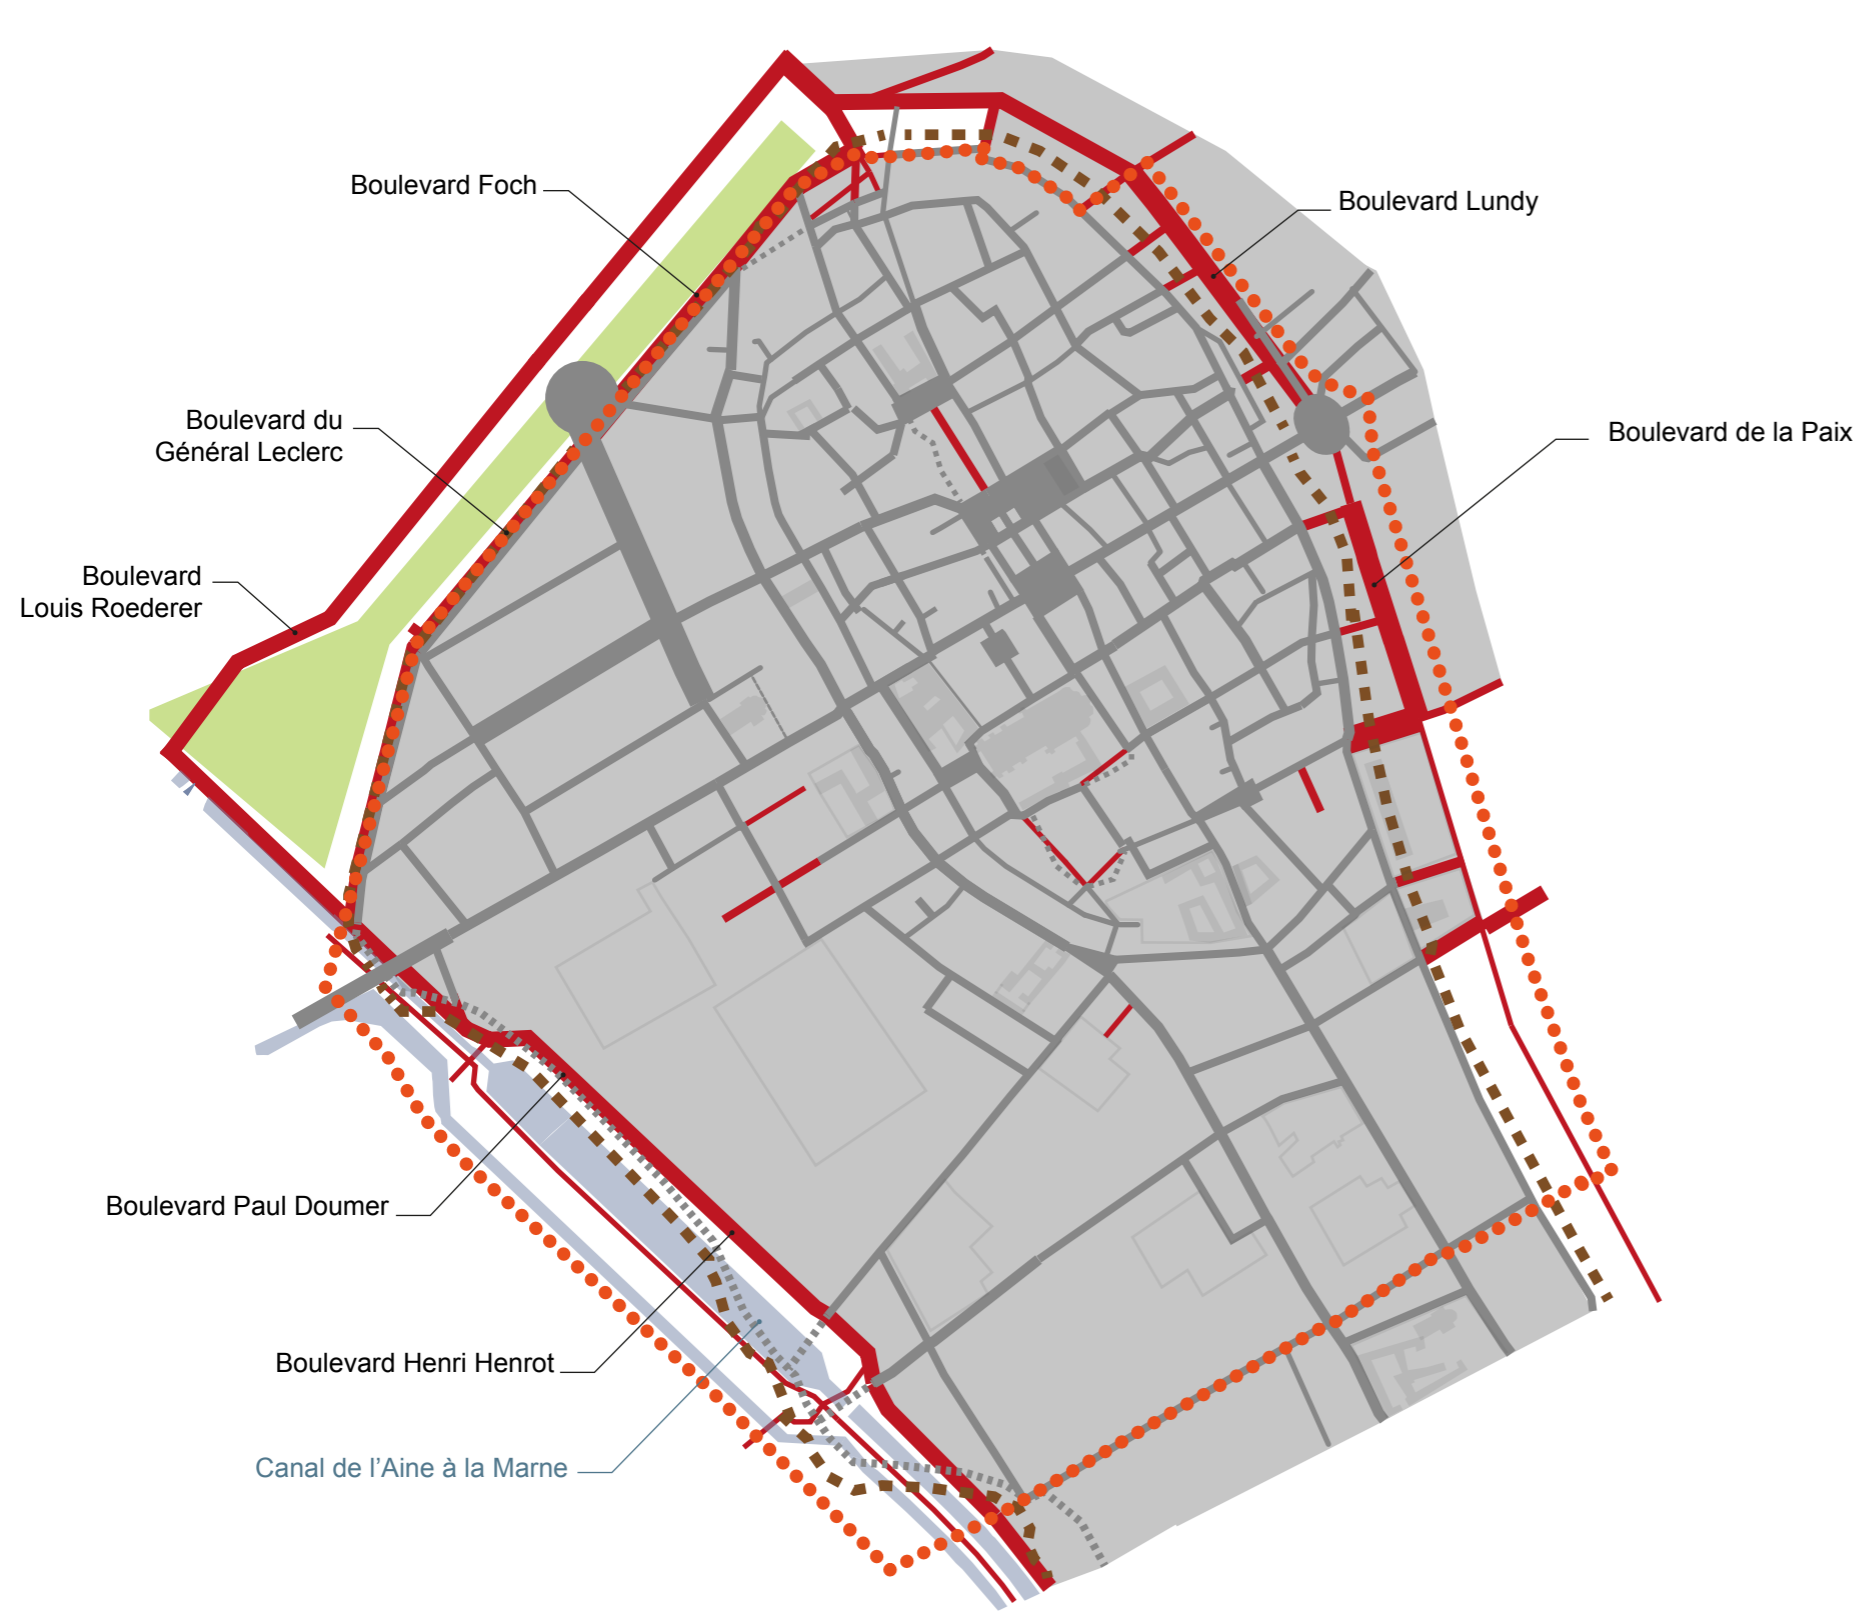 Boulevard Foch
Boulevard Lundy
Boulevard du
Général Leclerc
Boulevard de la Paix
Boulevard
Louis Roederer
Boulevard Paul Doumer
Boulevard Henri Henrot
Canal de l’Aine à la Marne